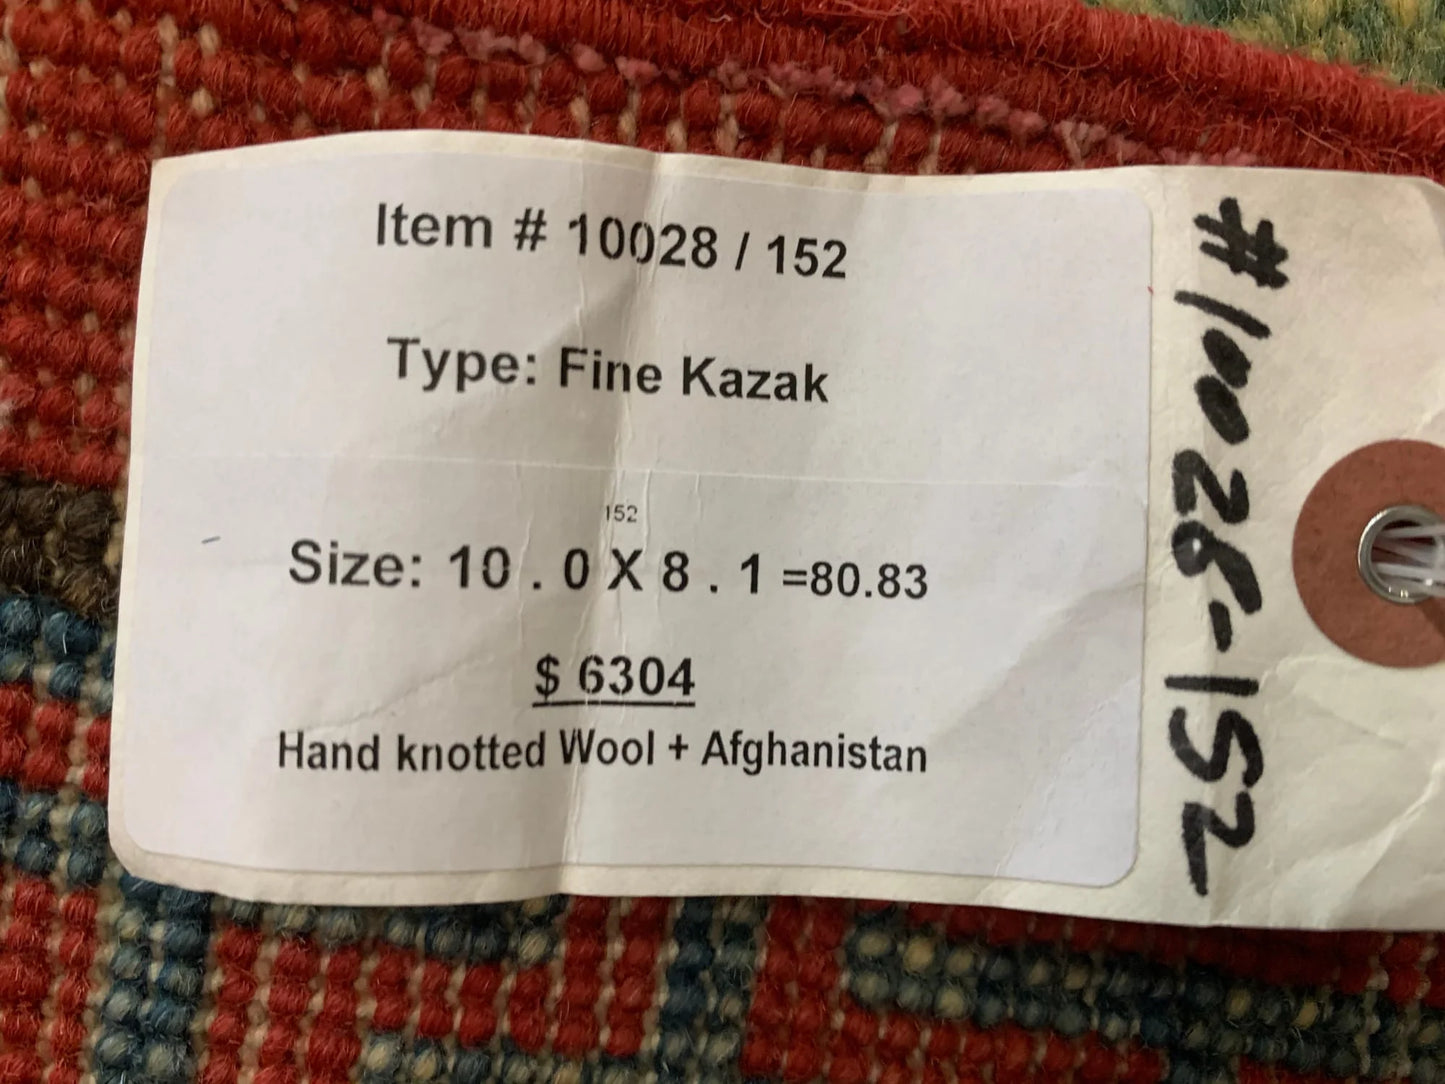 Item # 10028 / 152
Type: Fine Kazak
152
Size: 10 . 0 X 8 . 1 =80.83
$ 6304
Hand knotted Wool + Afghanistan
#10028-152